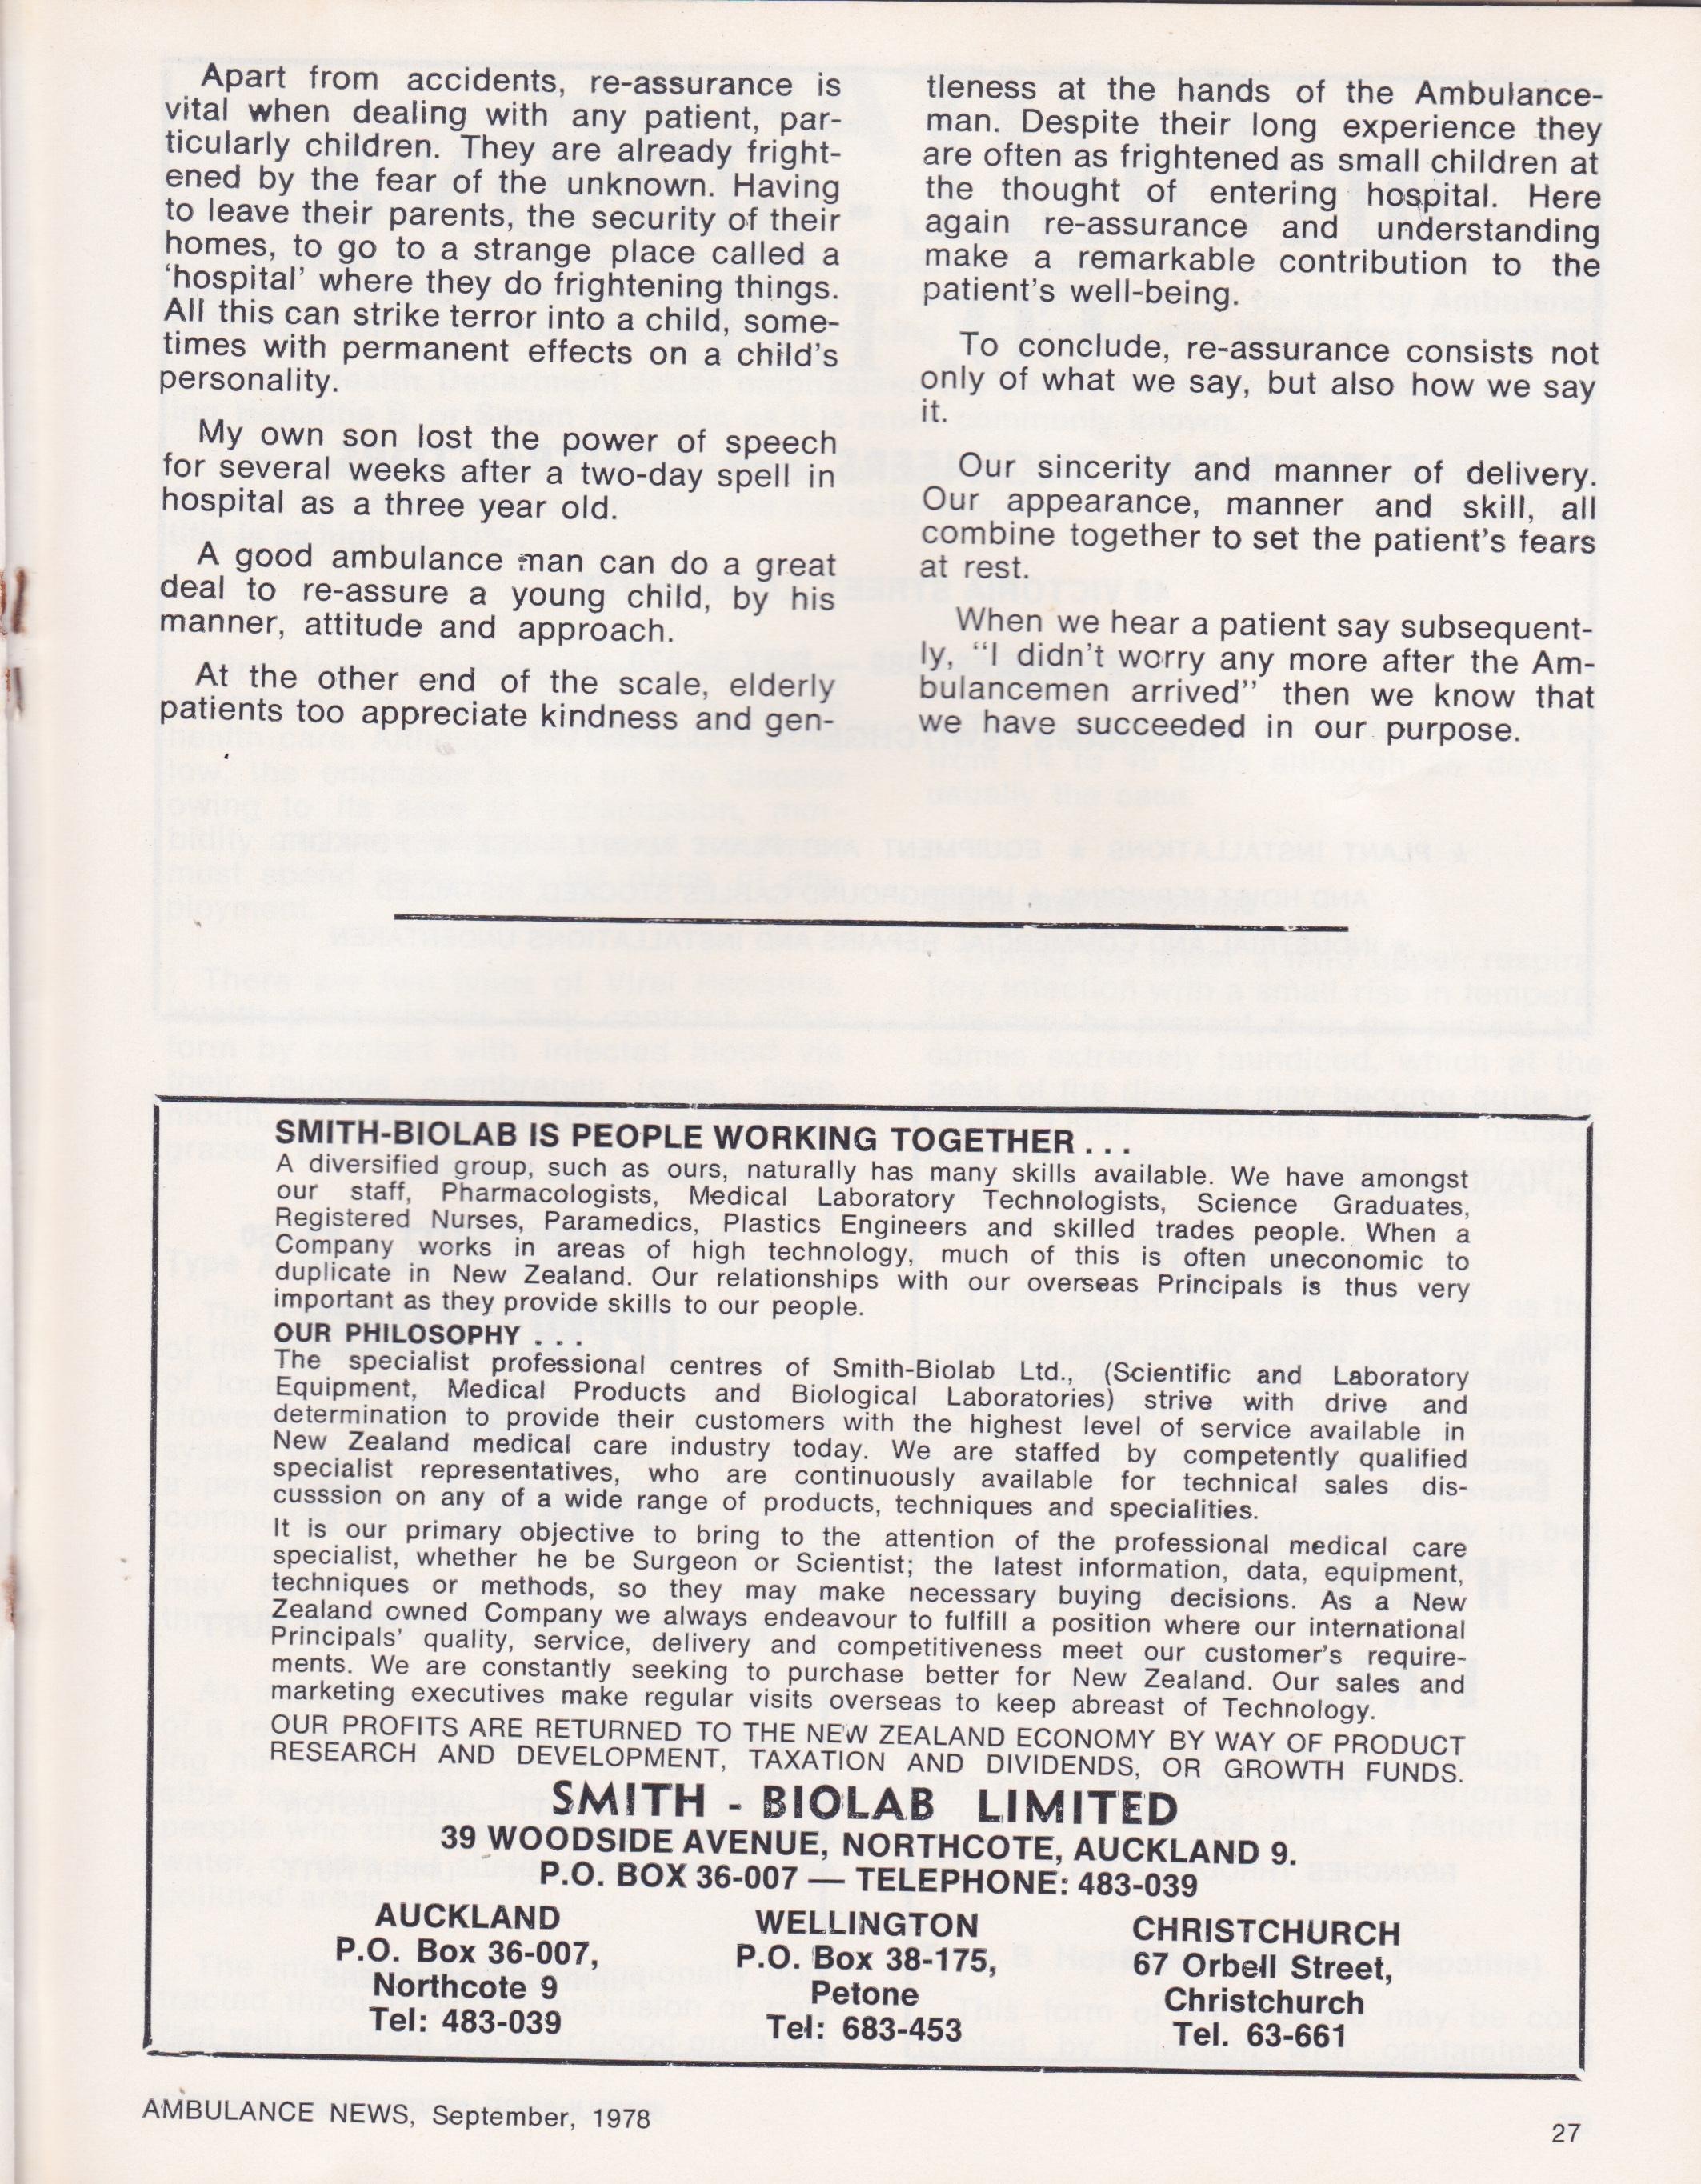 Apart from accidents, re-assurance is
vital when dealing with any patient, par-
ticularly children. They are already fright-
ened by the fear of the unknown. Having
to leave their parents, the security of their
homes, to go to a strange place called a
‘hospital’ where they do frightening things.
All this can strike terror into a child, some-
times with permanent effects on a child's
personality.
My own son lost the power of speech
for several weeks after a two-day spell in
hospital as a three year old.
A good ambulance man can do a great
deal to re-assure a young child, by his
manner, attitude and approach.
At the other end of the scale, elderly
patients too appreciate kindness and gen-
tleness at the hands of the Ambulance-
man. Despite their long experience they
are often as frightened as small children at
the thought of entering hospital. Here
again re-assurance and understanding
make a remarkable contribution to the
patient's well-being.
To conclude, re-assurance consists not
only of what we say, but also how we say
it.
Our sincerity and manner of delivery.
Our appearance, manner and skill, all
combine together to set the patient's fears
at rest.
When we hear a patient say subsequent-
ly, “I didn't worry any more after the Am-
bulancemen arrived” then we know that
we have succeeded in our purpose.
SMITH-BIOLAB IS PEOPLE WORKING TOGETHER . . .
A diversified group, such as ours, naturally has many skills available. We have amongst
our staff, Pharmacologists, Medical Laboratory Technologists, Science Graduates,
Registered Nurses, Paramedics, Plastics Engineers and skilled trades people. When a
Company works in areas of high technology, much of this is often uneconomic to
duplicate in New Zealand. Our relationships with our overseas Principals is thus very
important as they provide skills to our people.
OUR PHILOSOPHY . . .
The specialist professional centres of Smith-Biolab Ltd., (Scientific and Laboratory
Equipment, Medical Products and Biological Laboratories) strive with drive and
determination to provide their customers with the highest level of service available in
New Zealand medical care industry today. We are staffed by competently qualified
specialist representatives, who are continuously available for technical sales dis-
cusssion on any of a wide range of products, techniques and specialities.
It is our primary objective to bring to the attention of the professional medical care
specialist, whether he be Surgeon or Scientist; the latest information, data, equipment,
techniques or methods, so they may make necessary buying decisions. As a New
Zealand owned Company we always endeavour to fulfill a position where our international
Principals' quality, service, delivery and competitiveness meet our customer's require-
ments. We are constantly seeking to purchase better for New Zealand. Our sales and
marketing executives make regular visits overseas to keep abreast of Technology.
OUR PROFITS ARE RETURNED TO THE NEW ZEALAND ECONOMY BY WAY OF PRODUCT
RESEARCH AND DEVELOPMENT, TAXATION AND DIVIDENDS, OR GROWTH FUNDS.
SMITH - BIOLAB LIMITED
39 WOODSIDE AVENUE, NORTHCOTE, AUCKLAND 9.
P.O. BOX 36-007 — TELEPHONE: 483-039
AUCKLAND
P.O. Box 36-007,
Northcote 9
Tel: 483-039
WELLINGTON
P.O. Box 38-175,
Petone
Tel: 683-453
CHRISTCHURCH
67 Orbell Street,
Christchurch
Tel. 63-661
AMBULANCE NEWS, September, 1978
27